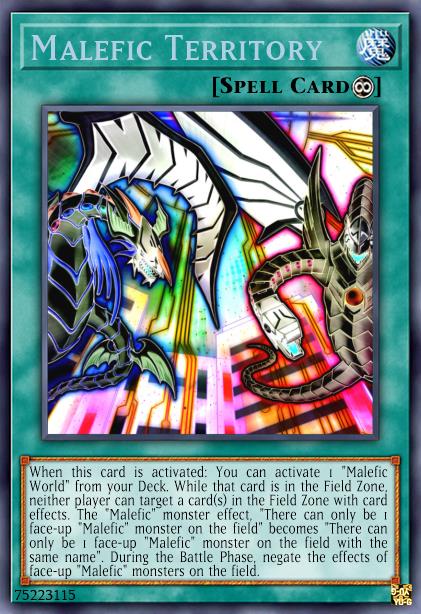 Malefic Territory
魔
[Spell Card]
When this card is activated: You can activate 1 "Malefic
World" from your Deck. While that card is in the Field Zone,
neither player can target a card(s) in the Field Zone with card
effects. The "Malefic" monster effect, "There can only be 1
face-up "Malefic" monster on the field" becomes "There can
only be 1 face-up "Malefic" monster on the field with the
same name". During the Battle Phase, negate the effects of
face-up "Malefic" monsters on the field.
75223115